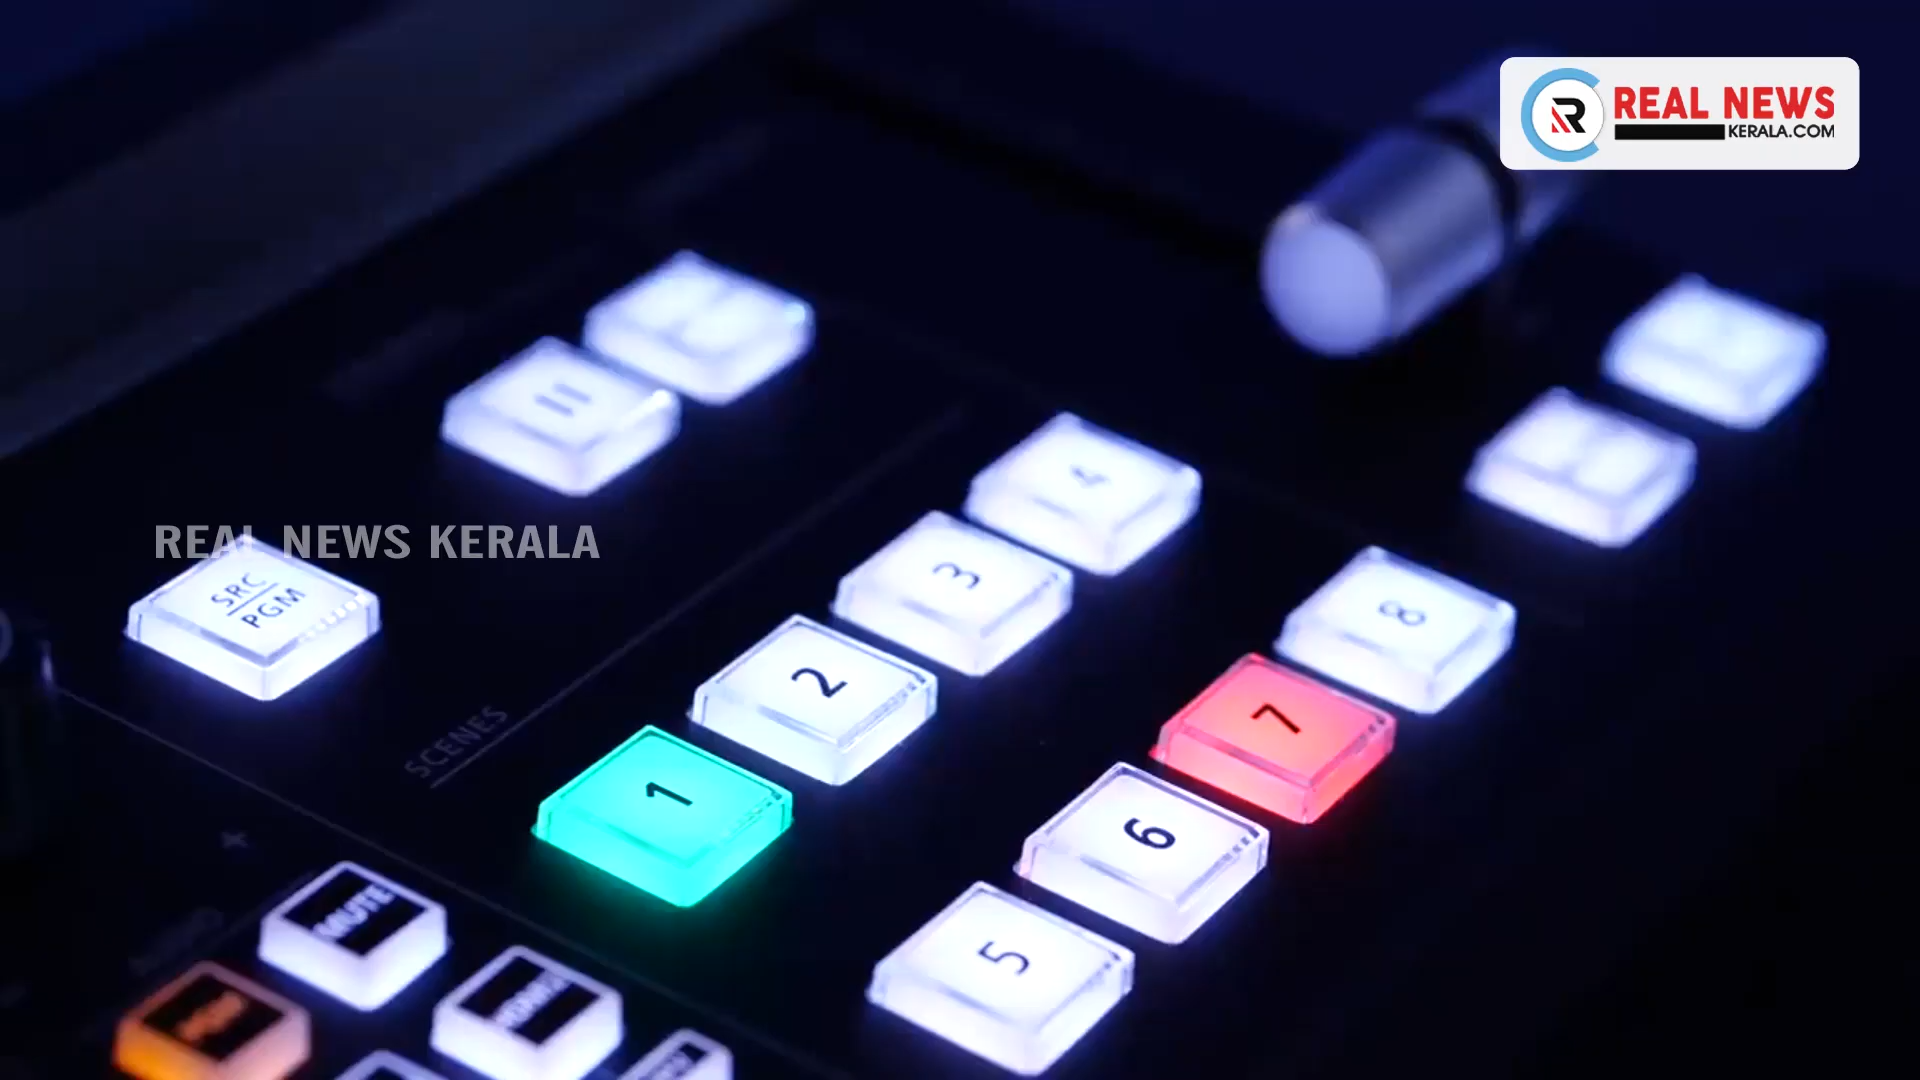 REAL NEWS
KERALA.COM
REAL NEWS KERALA
SRC
PGM
SCENES
1
2
3
4
5
6
7
8
MUTE